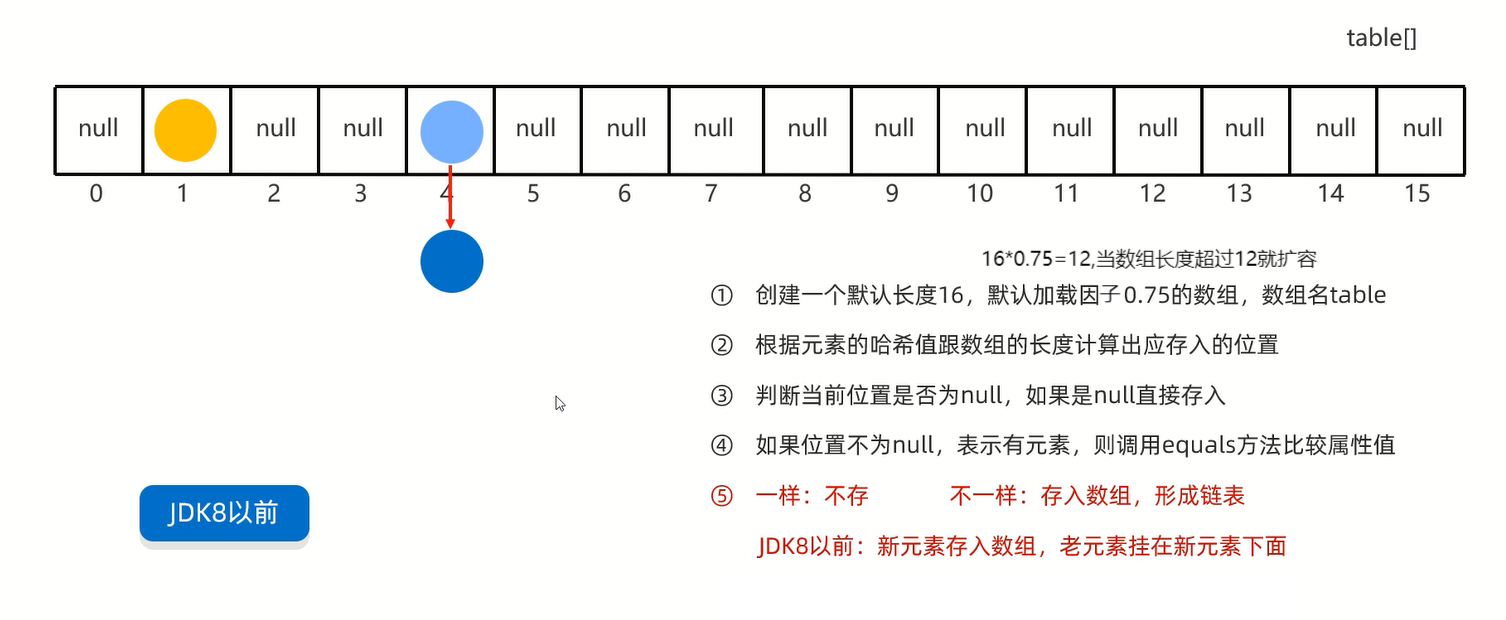 table[]
null null null null null null null null null null null null null null
0 1 2 3 4 5 6 7 8 9 10 11 12 13 14 15
16*0.75=12,当数组长度超过12就扩容
① 创建一个默认长度16，默认加载因子0.75的数组，数组名table
② 根据元素的哈希值跟数组的长度计算出应存入的位置
③ 判断当前位置是否为null，如果是null直接存入
④ 如果位置不为null，表示有元素，则调用equals方法比较属性值
⑤ 一样：不存 不一样：存入数组，形成链表
JDK8以前：新元素存入数组，老元素挂在新元素下面
JDK8以前